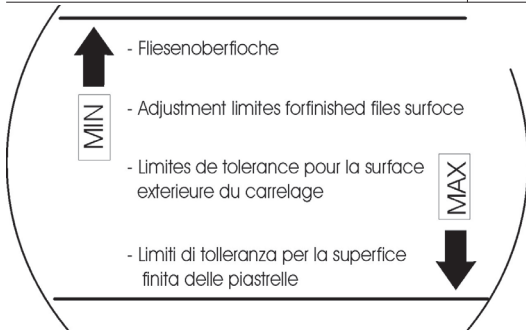 - Fliesenoberfioche
MIN
- Adjustment limites forfinished files surfoce
- Limites de tolerance pour la surface
exterieure du carrelage
MAX
- Limiti di tolleranza per la superfice
finita delle piastrelle